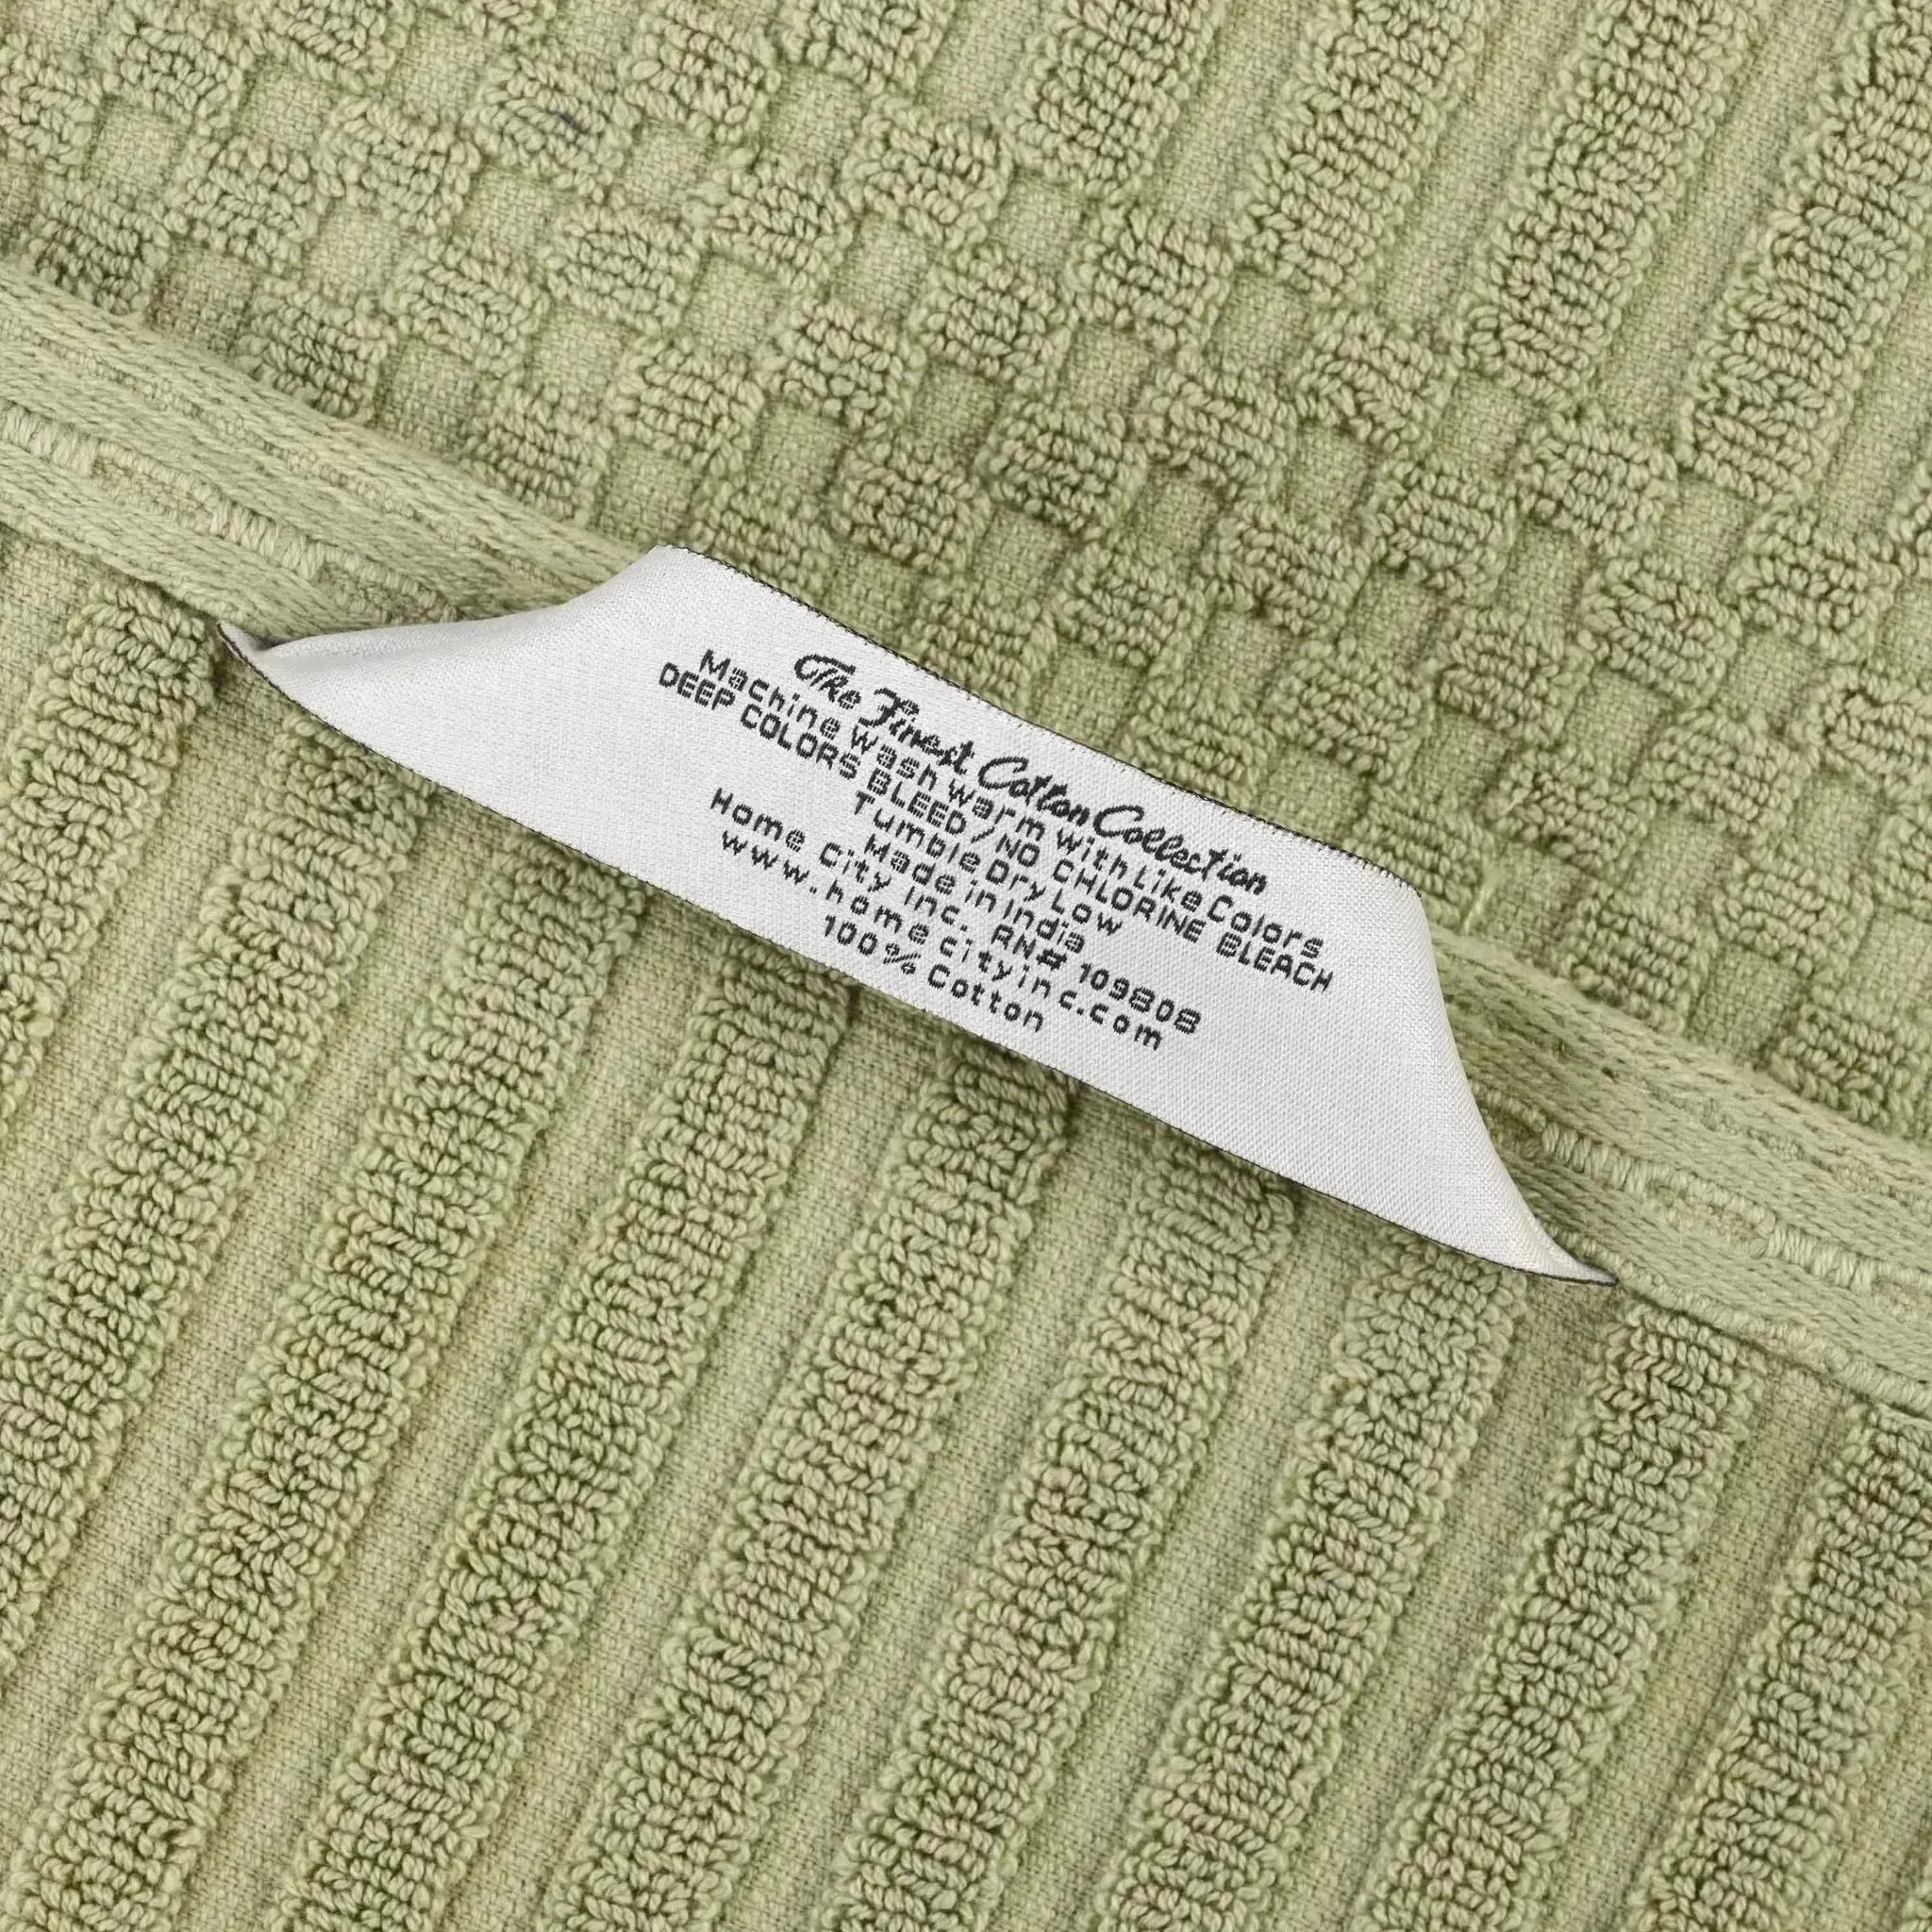 The Finest Cotton Collection
Machine wash warm with Like Colors
DEEP COLORS BLEED/NO CHLORINE BLEACH
Tumble Dry Low
Made in India
Home City Inc. RN# 109808
www.homecityinc.com
100% Cotton